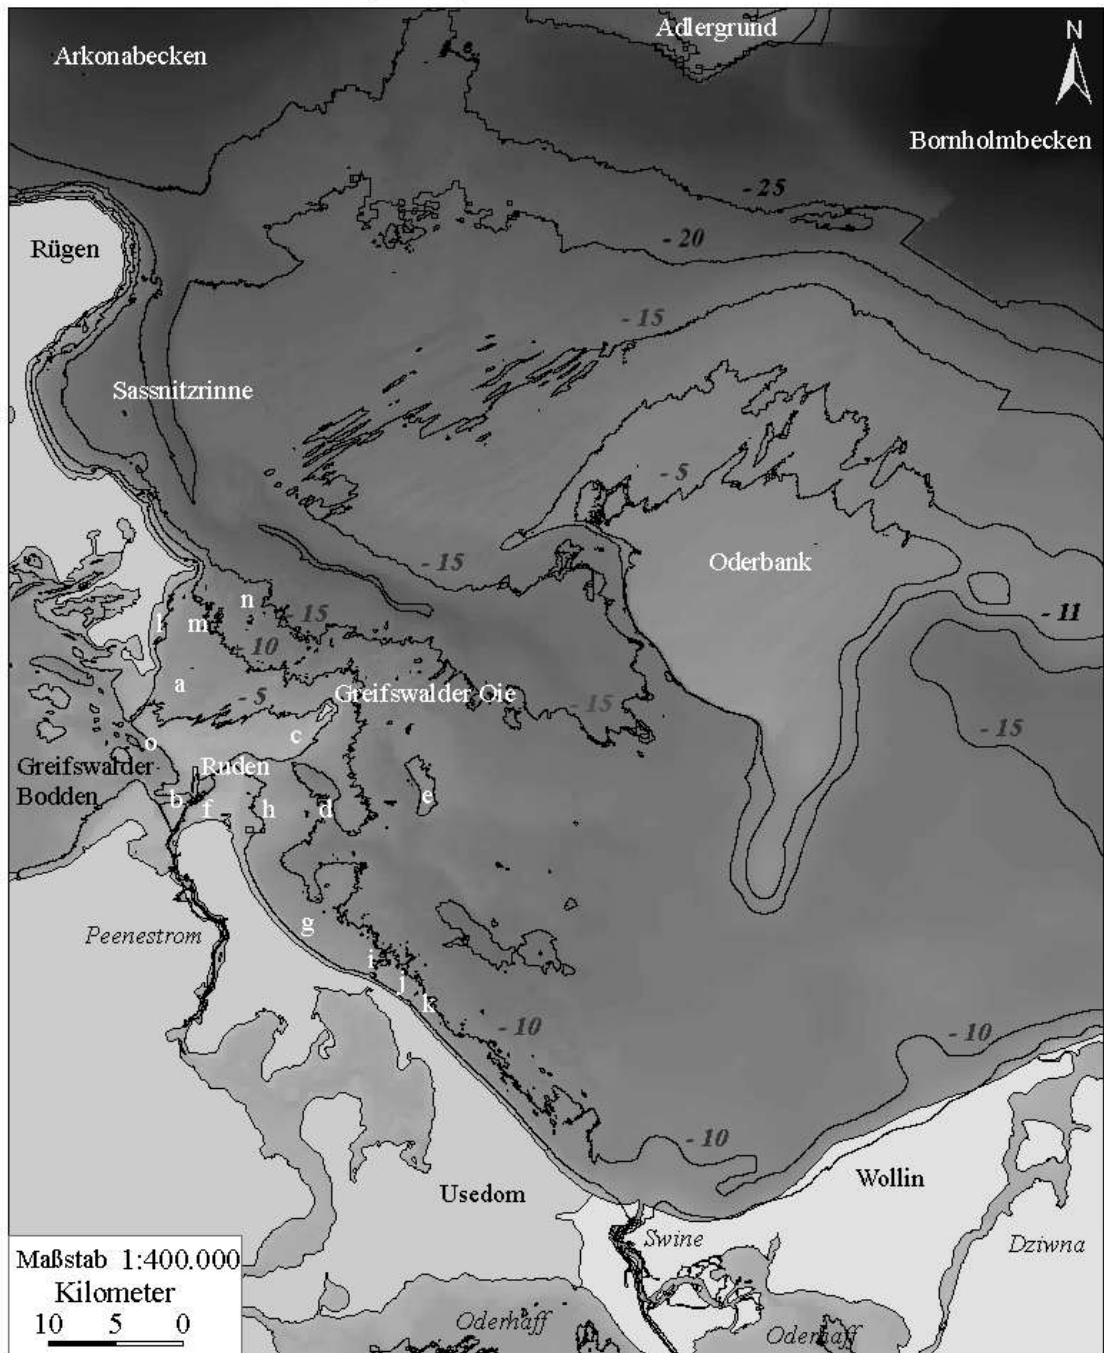 Adlergrund
N
Arkonabecken
Bornholmbecken
- 25
Rügen
- 20
- 15
Sassnitzrinne
- 5
Oderbank
- 15
n
- 15
- 11
l
m
- 10
a
- 5
Greifswalder Oie
- 15
- 15
c
o
Greifswalder
Bodden
Ruden
b
f
h
d
e
g
Peenestrom
i
j
k
- 10
- 10
- 10
Usedom
Wollin
Swine
Dziwna
Maßstab 1:400.000
Kilometer
10 5 0
Oderhaff
Oderhaff